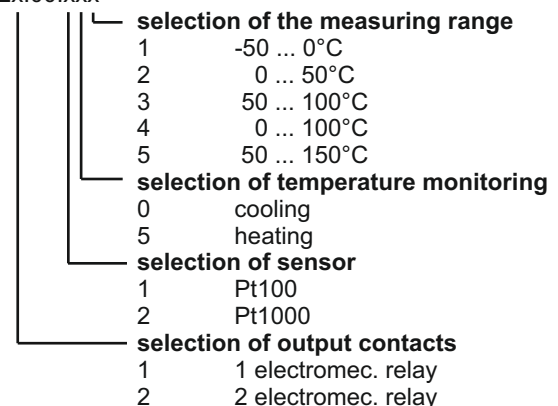 selection of the measuring range
1 -50 ... 0°C
2 0 ... 50°C
3 50 ... 100°C
4 0 ... 100°C
5 50 ... 150°C
selection of temperature monitoring
0 cooling
5 heating
selection of sensor
1 Pt100
2 Pt1000
selection of output contacts
1 1 electromec. relay
2 2 electromec. relay